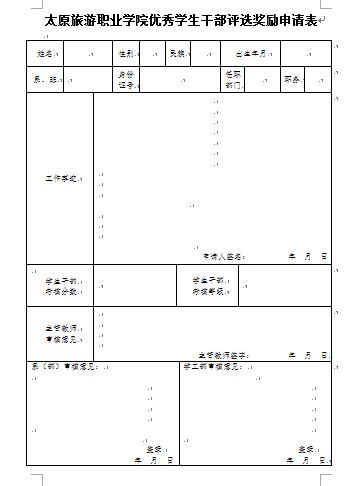 太原旅游职业学院优秀学生干部评选奖励申请表
姓名 性别 民族 出生年月
系、班 身份证号 任职部门 职务
工作事迹
申请人签名： 年 月 日
学生干部考核分数 学生干部考核等级
主管教师审核意见
主管教师签字： 年 月 日
系（部）审核意见： 学工部审核意见：
签章 签章
年 月 日 年 月 日